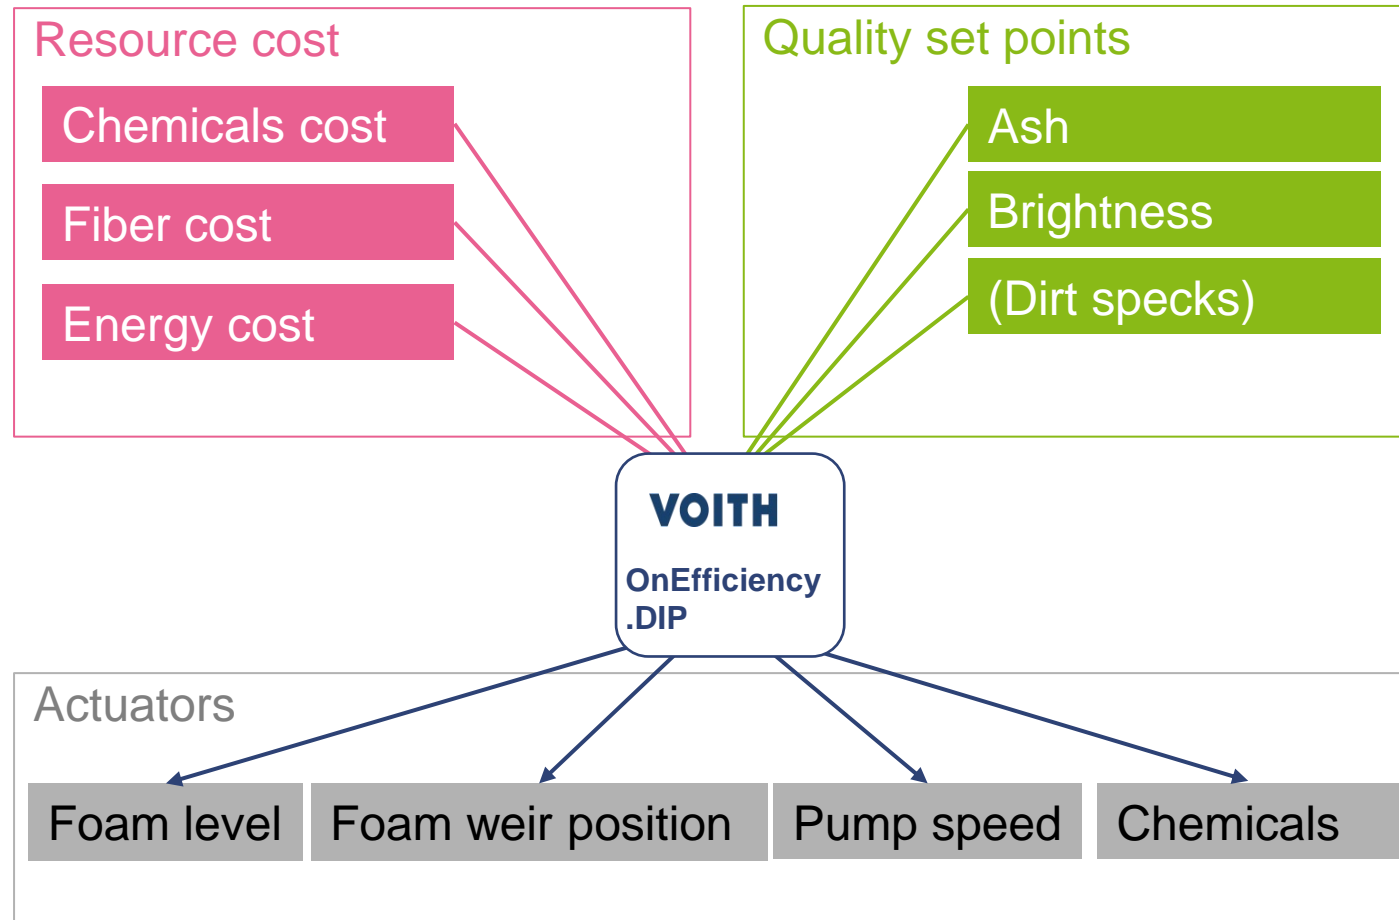 Resource cost
Chemicals cost
Fiber cost
Energy cost
Quality set points
Ash
Brightness
(Dirt specks)
VOITH
OnEfficiency
.DIP
Actuators
Foam level
Foam weir position
Pump speed
Chemicals